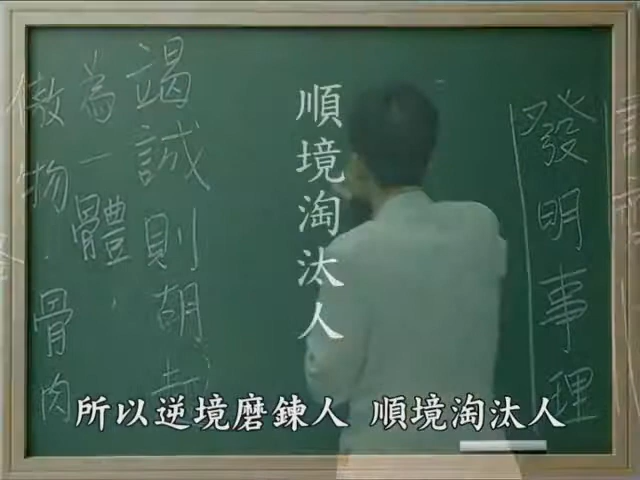 發明事理
順境淘汰人
竭誠則胡
為一體,
傲物.骨肉
所以逆境磨鍊人 順境淘汰人